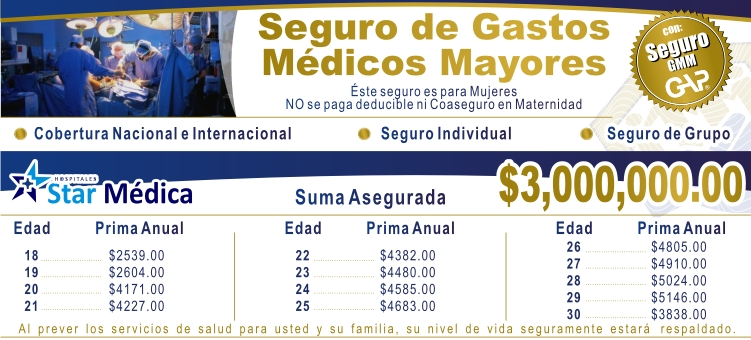 Seguro de Gastos
Médicos Mayores
Éste seguro es para Mujeres
NO se paga deducible ni Coaseguro en Maternidad
con:
Seguro
GMM
GAP
Cobertura Nacional e Internacional
Seguro Individual
Seguro de Grupo
HOSPITALES
Star Médica
Suma Asegurada
$3,000,000.00
Edad Prima Anual
18 $2539.00
19 $2604.00
20 $4171.00
21 $4227.00
Edad Prima Anual
22 $4382.00
23 $4480.00
24 $4585.00
25 $4683.00
Edad Prima Anual
26 $4805.00
27 $4910.00
28 $5024.00
29 $5146.00
30 $3838.00
Al prever los servicios de salud para usted y su familia, su nivel de vida seguramente estará respaldado.